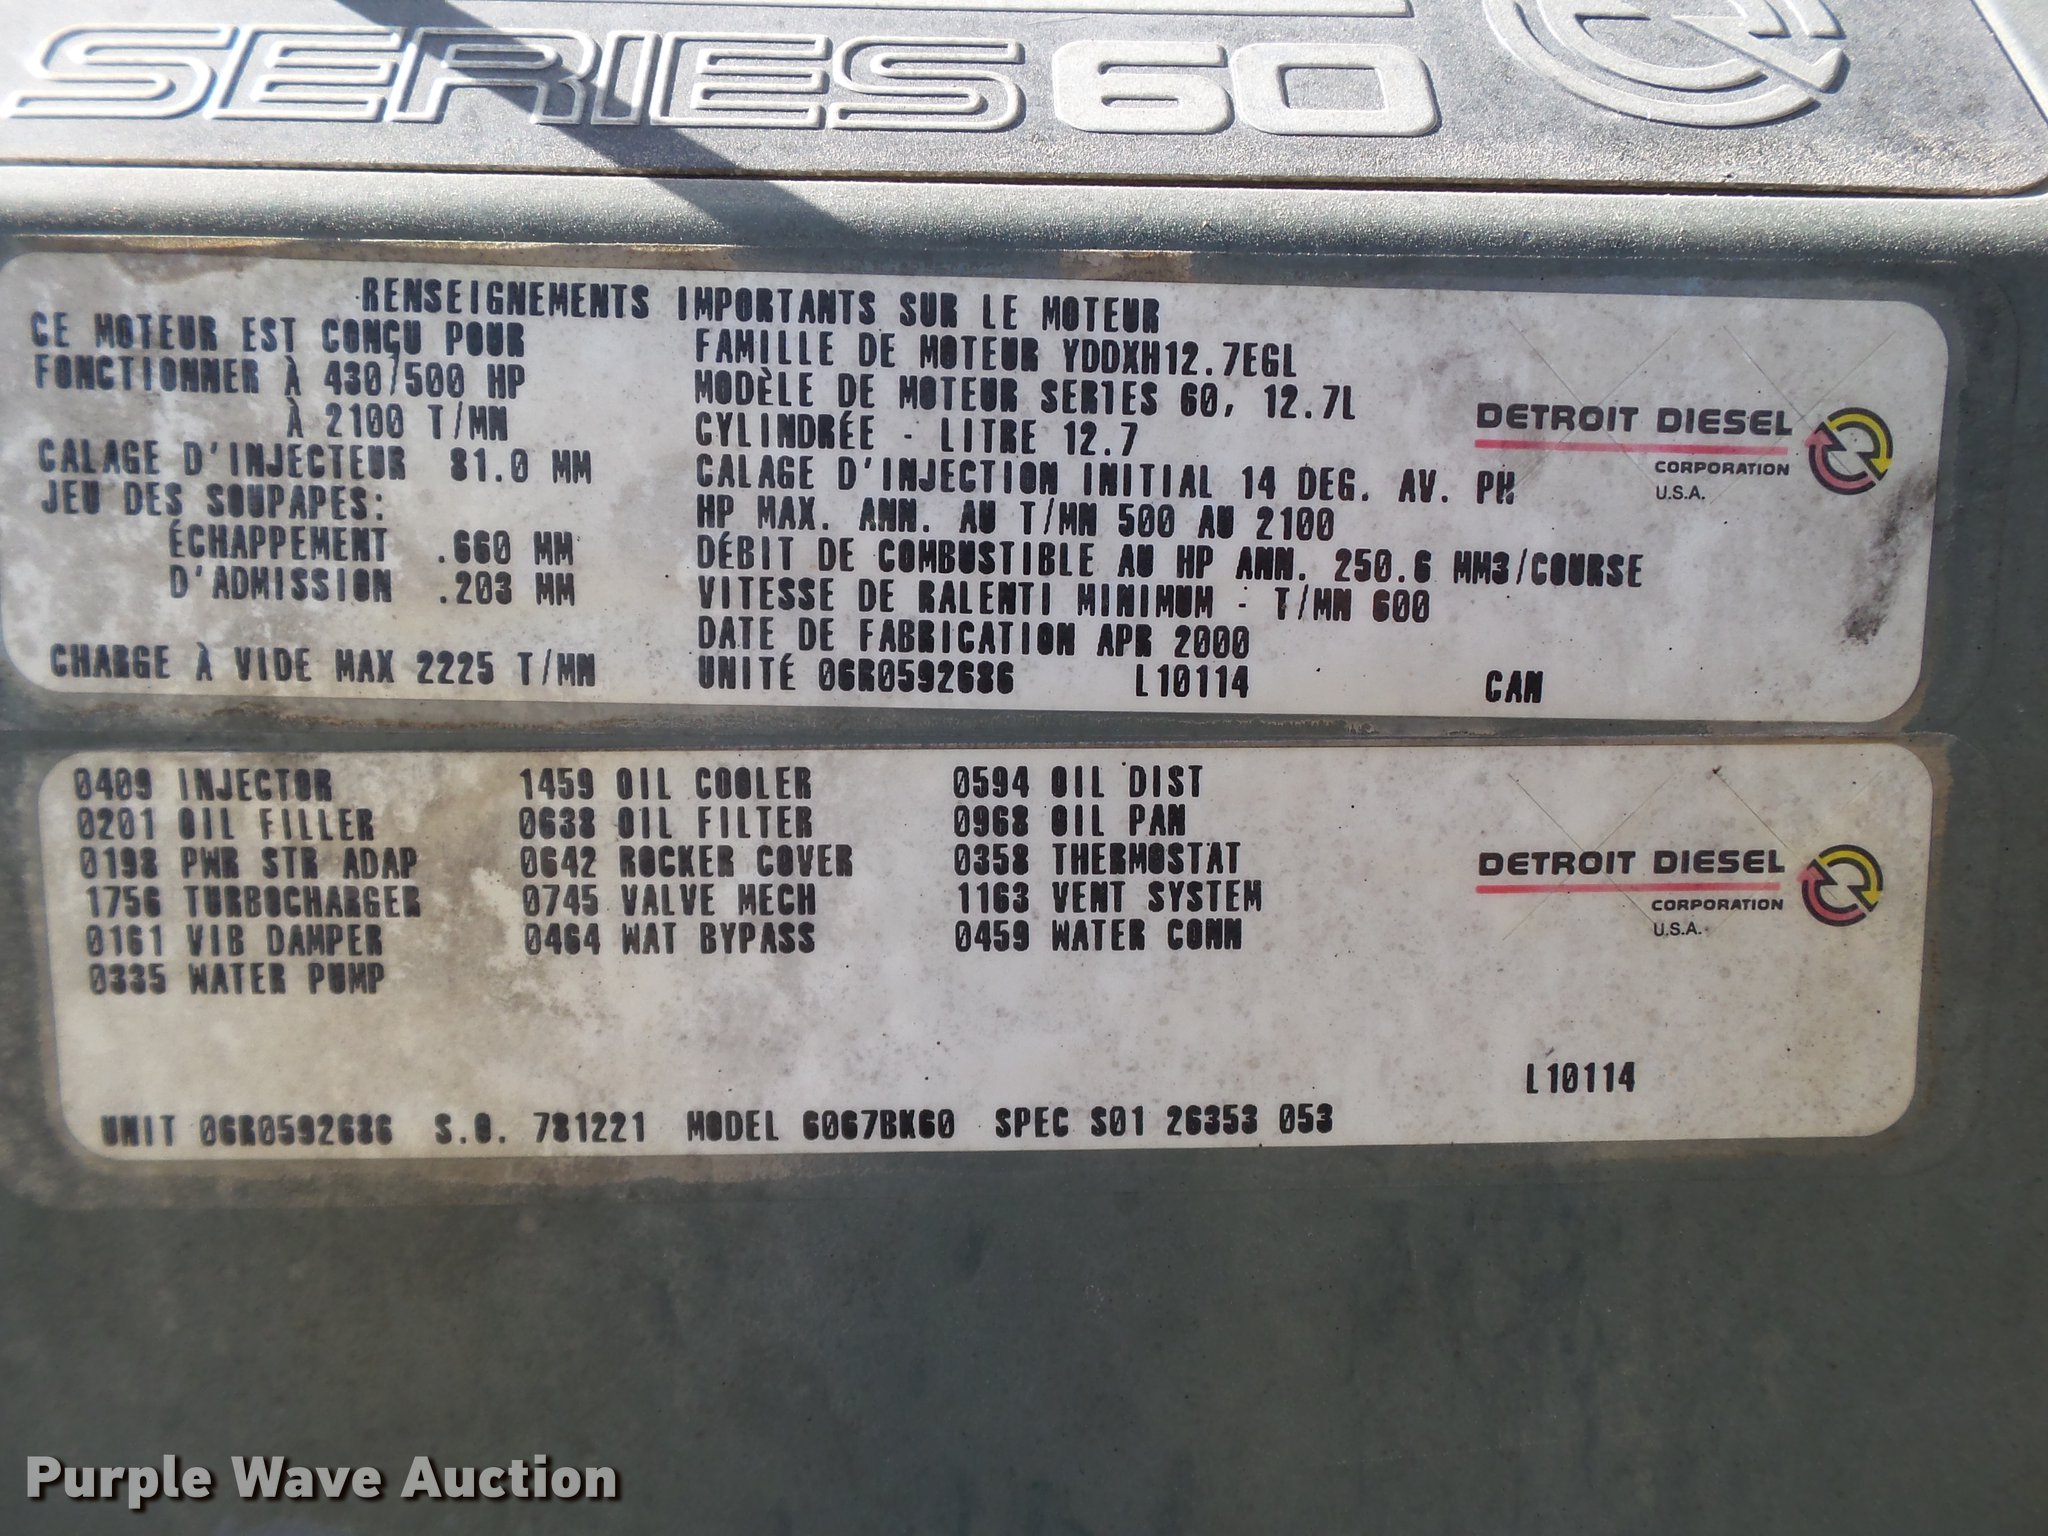 SERIES 60
RENSEIGNEMENTS IMPORTANTS SUR LE MOTEUR
CE MOTEUR EST CONÇU POUR
FONCTIONNER À 430/500 HP
À 2100 T/MN
CALAGE D'INJECTEUR 81.0 MM
JEU DES SOUPAPES:
ÉCHAPPEMENT .660 MM
D'ADMISSION .203 MM
CHARGE À VIDE MAX 2225 T/MN
FAMILLE DE MOTEUR YDDXH12.7EGL
MODÈLE DE MOTEUR SERIES 60, 12.7L
CYLINDRÉE - LITRE 12.7
CALAGE D'INJECTION INITIAL 14 DEG. AV. PH
HP MAX. ANN. AU T/MN 500 AU 2100
DÉBIT DE COMBUSTIBLE AU HP ANN. 250.6 MM3/COURSE
VITESSE DE RALENTI MINIMUM - T/MN 600
DATE DE FABRICATION APR 2000
UNITÉ 06R0592686 L10114 CAN
DETROIT DIESEL
CORPORATION
U.S.A.
0409 INJECTOR 1459 OIL COOLER 0594 OIL DIST
0201 OIL FILLER 0638 OIL FILTER 0968 OIL PAN
0198 PWR STR ADAP 0642 ROCKER COVER 0358 THERMOSTAT
1756 TURBOCHARGER 0745 VALVE MECH 1163 VENT SYSTEM
0161 VIB DAMPER 0464 WAT BYPASS 0459 WATER CONN
0335 WATER PUMP
DETROIT DIESEL
CORPORATION
U.S.A.
L10114
UNIT 06R0592686 S.O. 781221 MODEL 6067BK60 SPEC S01 26353 053
Purple Wave Auction